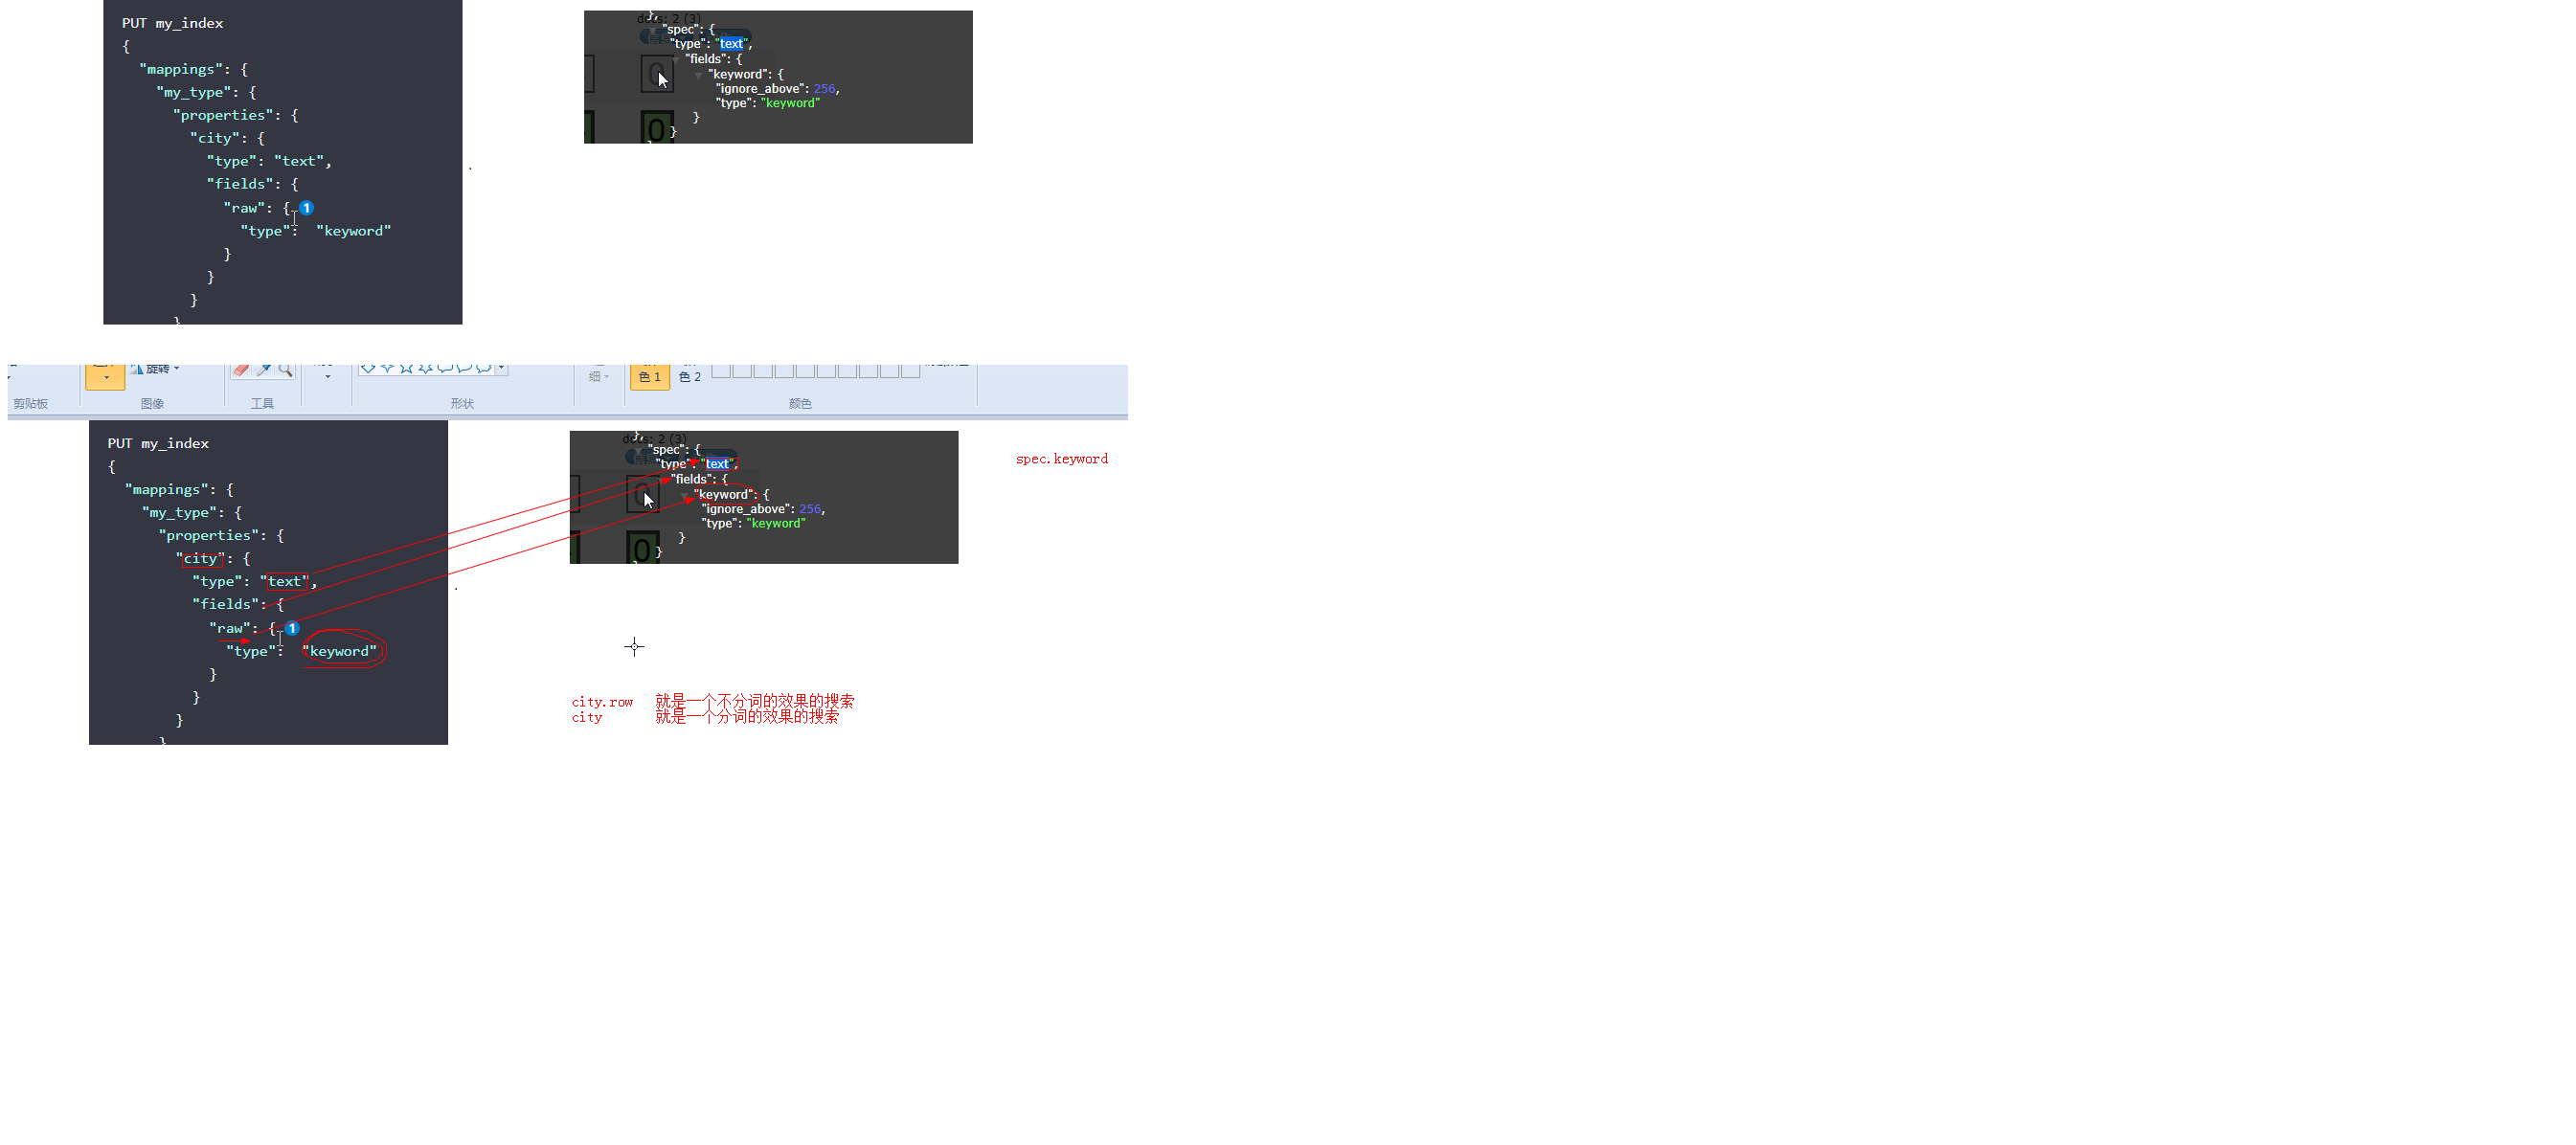 PUT my_index
{
"mappings": {
"my_type": {
"properties": {
"city": {
"type": "text",
"fields": {
"raw": { 1
"type": "keyword"
}
}
}
}
docs: 2 (3)
},
"spec": {
"type": "text",
"fields": {
"keyword": {
"ignore_above": 256,
"type": "keyword"
}
}
0
0
旋转
细
色 1 色 2
剪贴板 图像 工具 形状 颜色
PUT my_index
{
"mappings": {
"my_type": {
"properties": {
"city": {
"type": "text",
"fields": {
"raw": { 1
"type": "keyword"
}
}
}
}
docs: 2 (3)
},
"spec": {
"type": "text",
"fields": {
"keyword": {
"ignore_above": 256,
"type": "keyword"
}
}
0
0
spec.keyword
city.row 就是一个不分词的效果的搜索
city 就是一个分词的效果的搜索